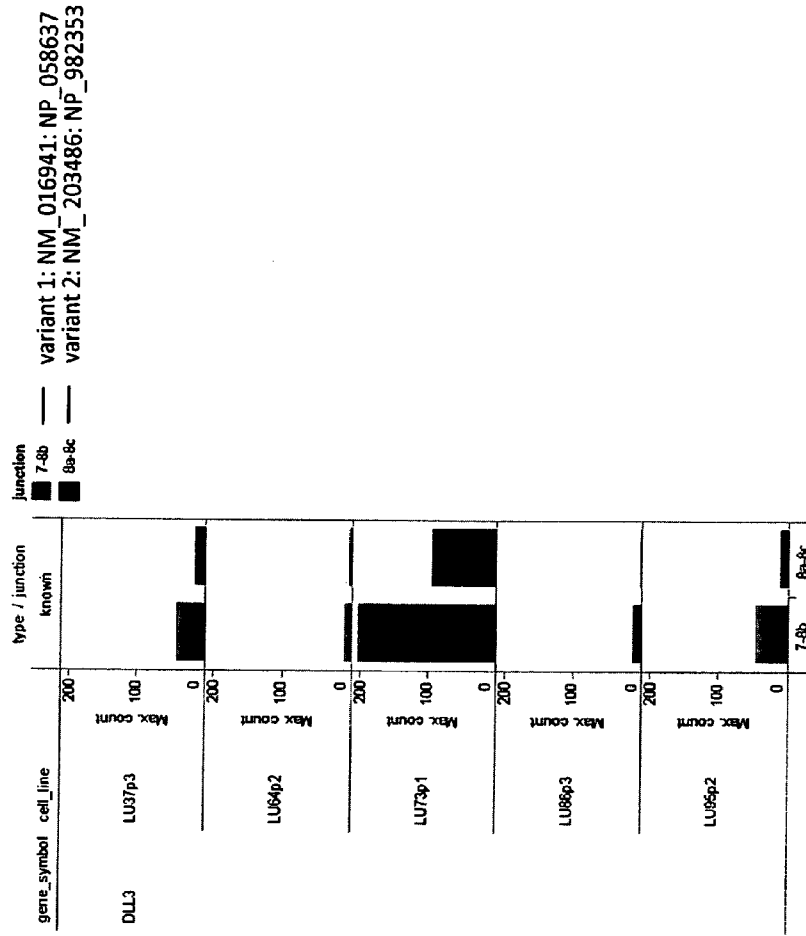 gene_symbol cell_line type / junction
known
DLL3
LU37p3
200
100
0
Max. count
LU64p2
200
100
0
Max. count
LU73p1
200
100
0
Max. count
LU86p3
200
100
0
Max. count
LU95p2
200
100
0
Max. count
7-8b 8a-8c
junction
7-8b variant 1: NM_016941: NP_058637
8a-8c variant 2: NM_ 203486: NP_982353